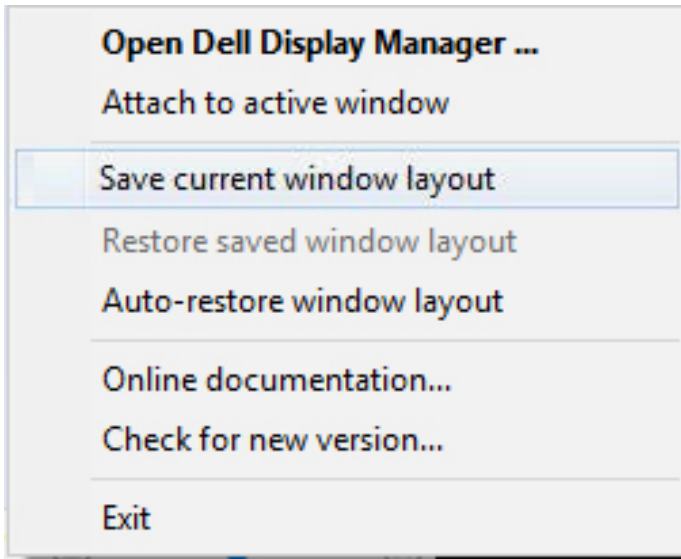 Open Dell Display Manager ...
Attach to active window
Save current window layout
Restore saved window layout
Auto-restore window layout
Online documentation...
Check for new version...
Exit